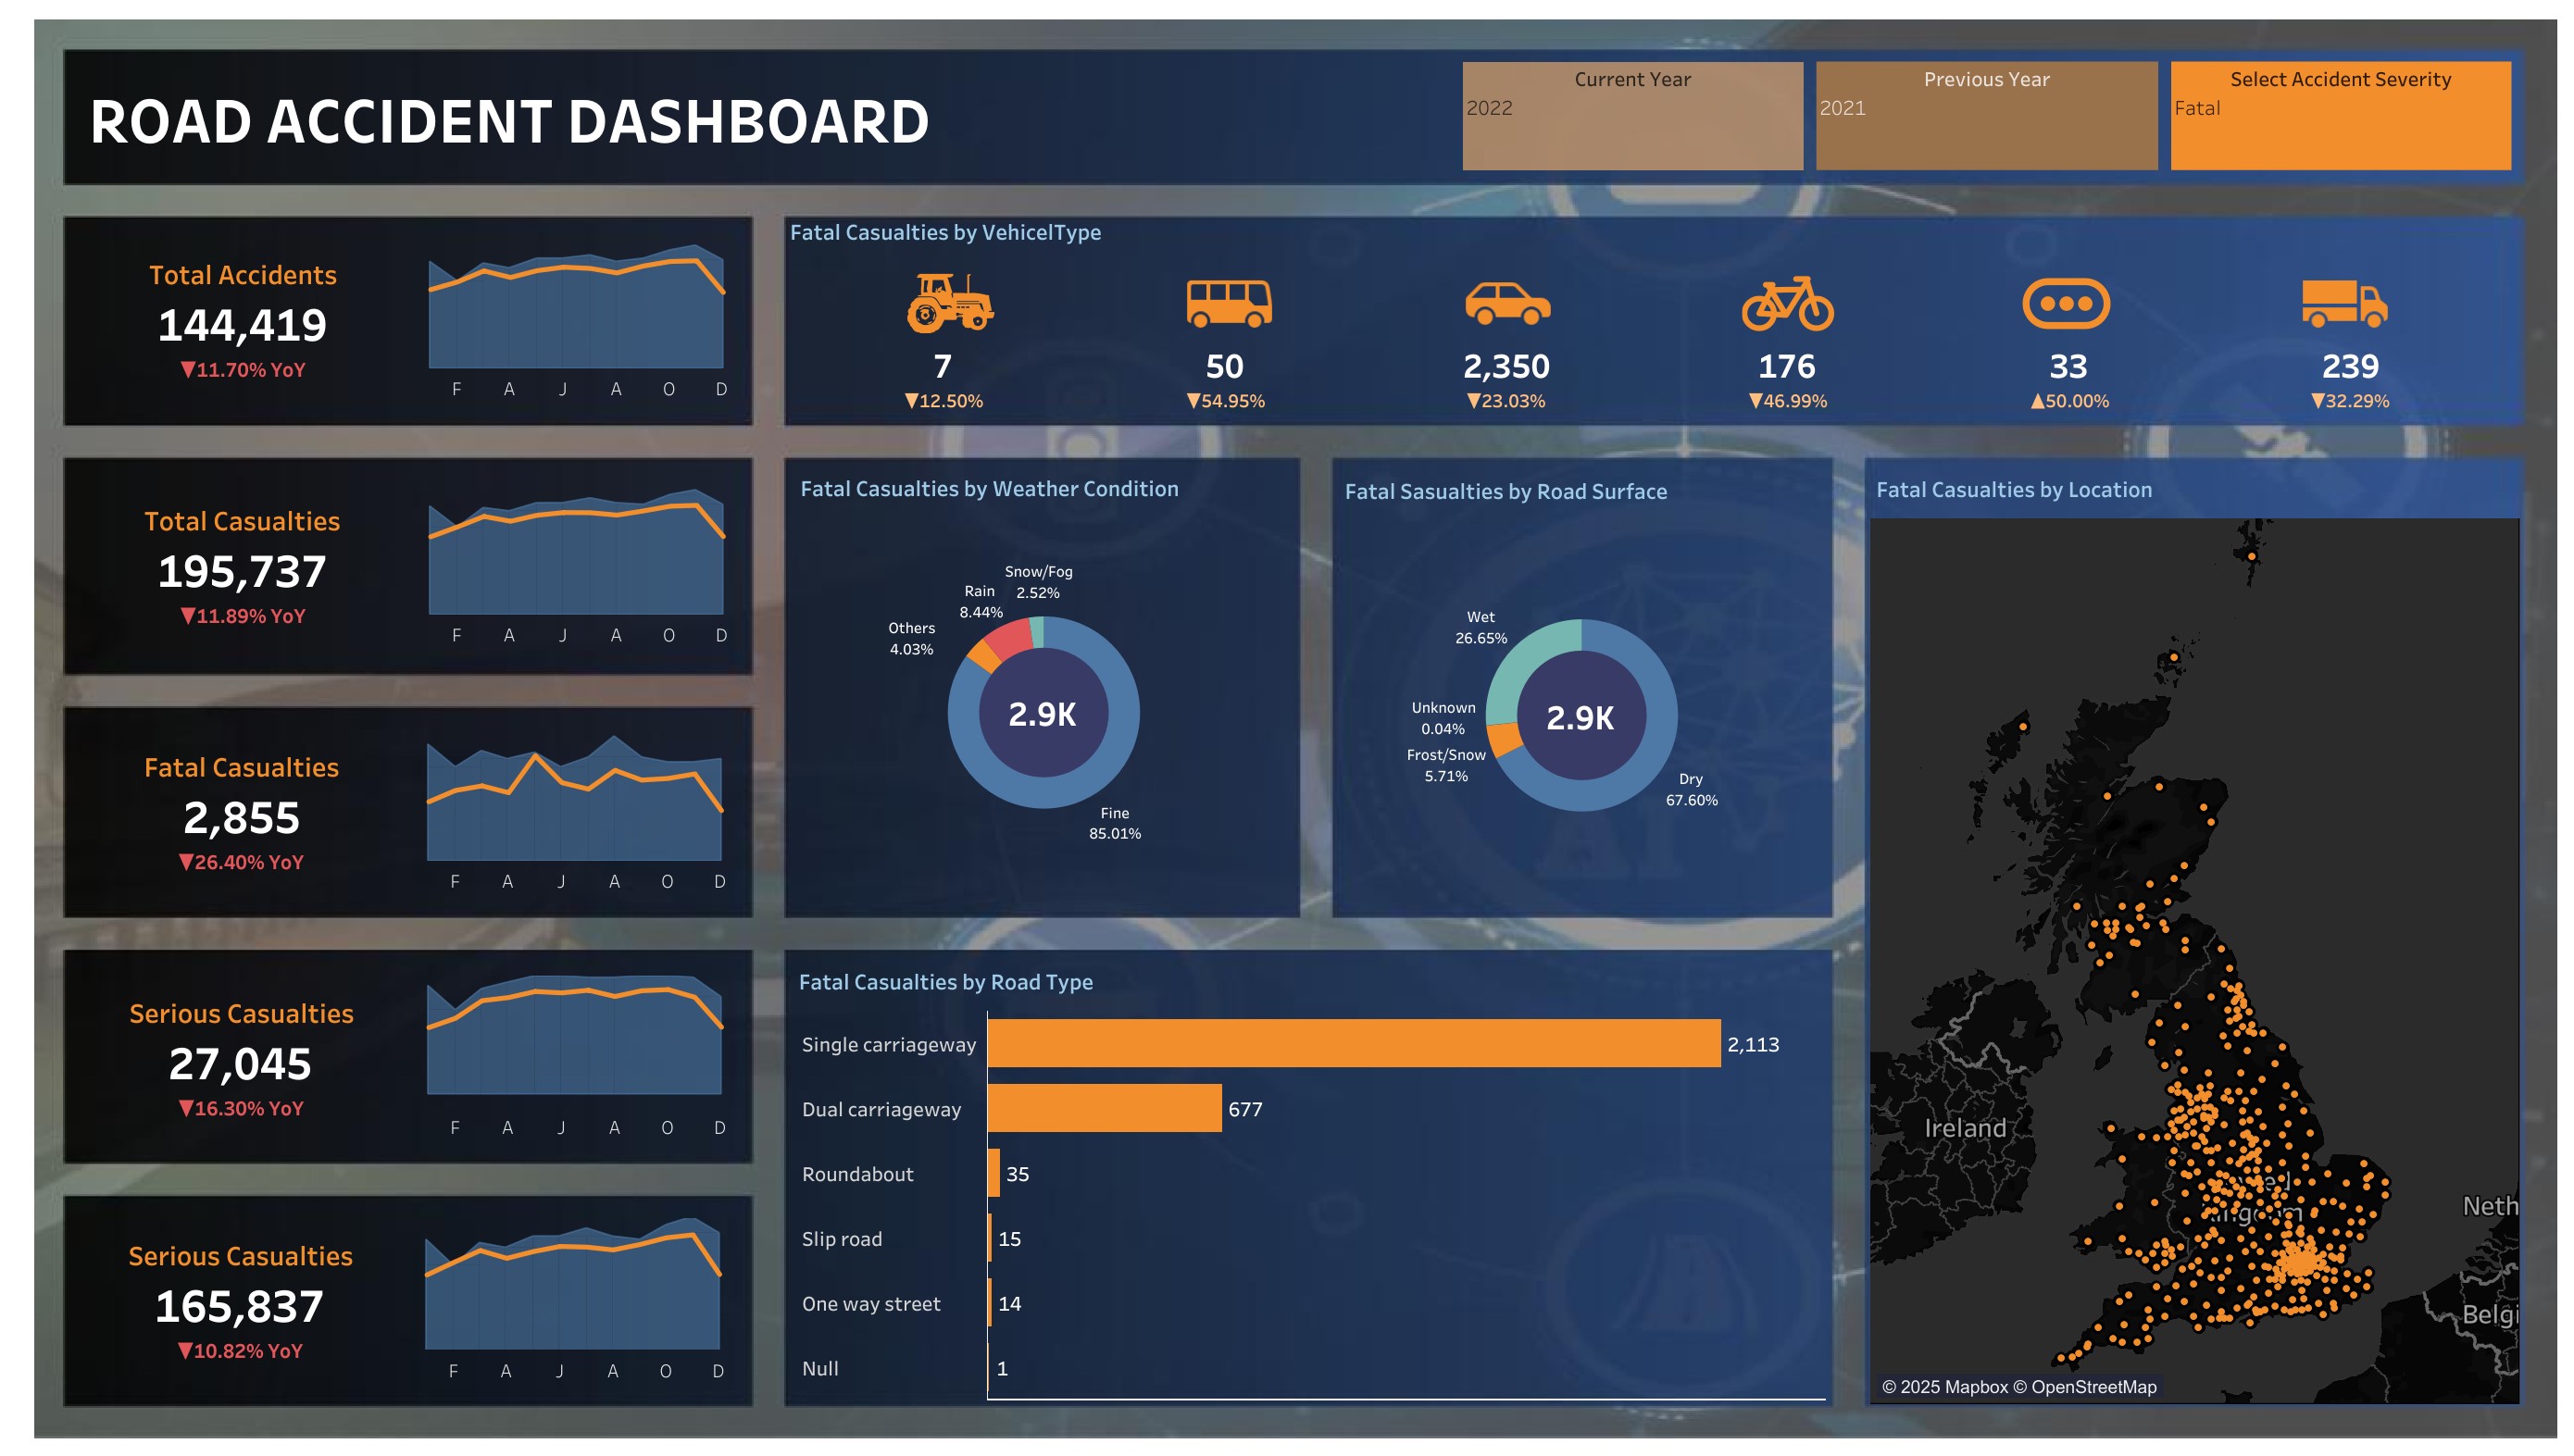 ROAD ACCIDENT DASHBOARD
Current Year
2022
Previous Year
2021
Select Accident Severity
Fatal
Total Accidents
144,419
▼11.70% YoY
F A J A O D
Total Casualties
195,737
▼11.89% YoY
F A J A O D
Fatal Casualties
2,855
▼26.40% YoY
F A J A O D
Serious Casualties
27,045
▼16.30% YoY
F A J A O D
Serious Casualties
165,837
▼10.82% YoY
F A J A O D
Fatal Casualties by VehicelType
7 50 2,350 176 33 239
▼12.50% ▼54.95% ▼23.03% ▼46.99% ▲50.00% ▼32.29%
Fatal Casualties by Weather Condition
Snow/Fog
2.52%
Rain
8.44%
Others
4.03%
2.9K
Fine
85.01%
Fatal Sasualties by Road Surface
Wet
26.65%
Unknown
0.04%
Frost/Snow
5.71%
2.9K
Dry
67.60%
Fatal Casualties by Road Type
Single carriageway 2,113
Dual carriageway 677
Roundabout 35
Slip road 15
One way street 14
Null 1
Fatal Casualties by Location
Ireland
Neth
Belgi
© 2025 Mapbox © OpenStreetMap